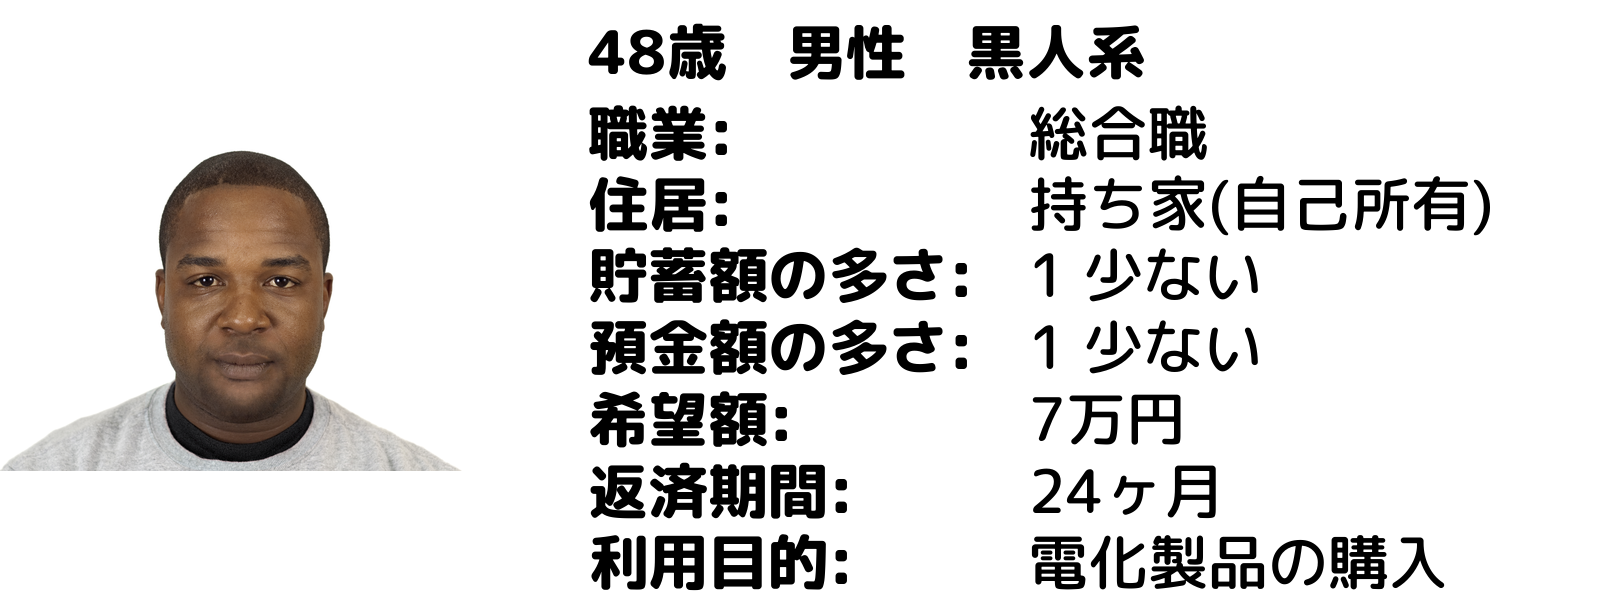 48歳　男性　黒人系
職業: 総合職
住居: 持ち家(自己所有)
貯蓄額の多さ: 1 少ない
預金額の多さ: 1 少ない
希望額: 7万円
返済期間: 24ヶ月
利用目的: 電化製品の購入